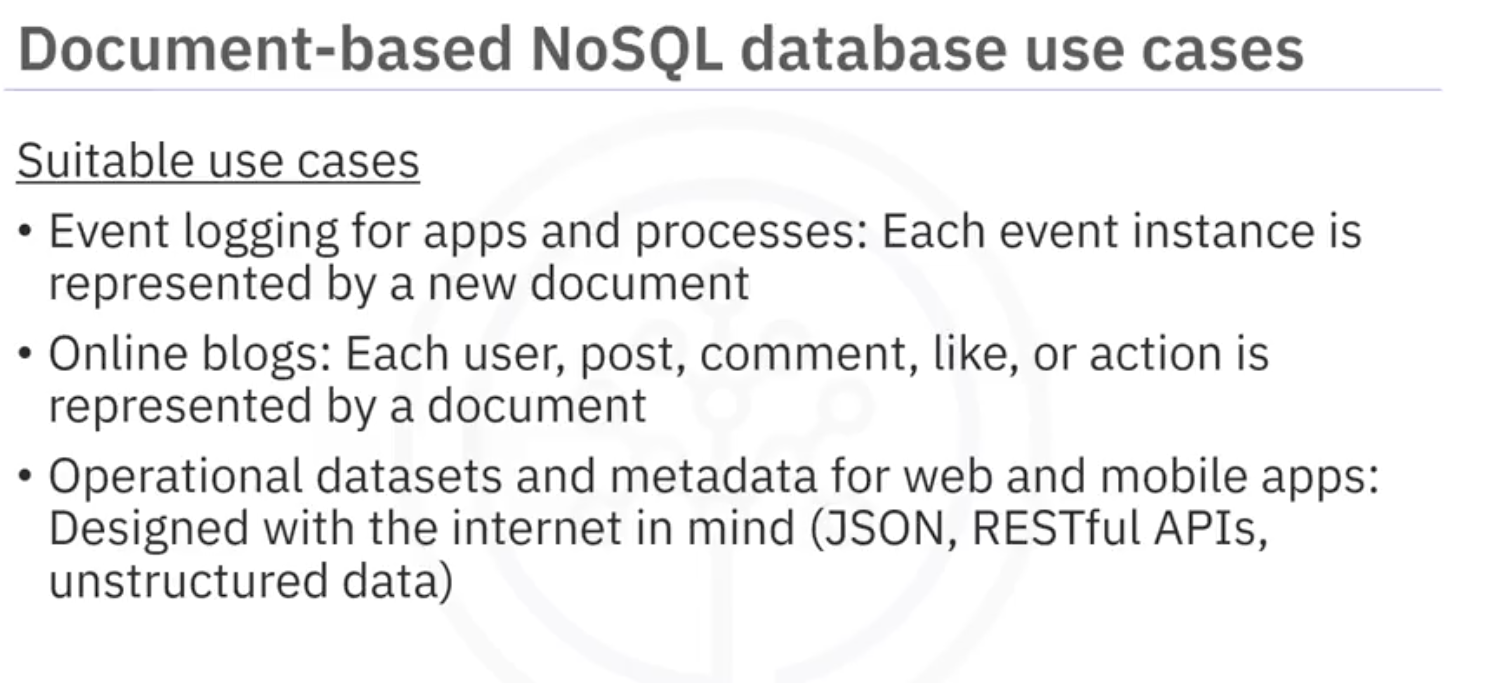 Document-based NoSQL database use cases
Suitable use cases
• Event logging for apps and processes: Each event instance is
represented by a new document
• Online blogs: Each user, post, comment, like, or action is
represented by a document
• Operational datasets and metadata for web and mobile apps:
Designed with the internet in mind (JSON, RESTful APIs,
unstructured data)